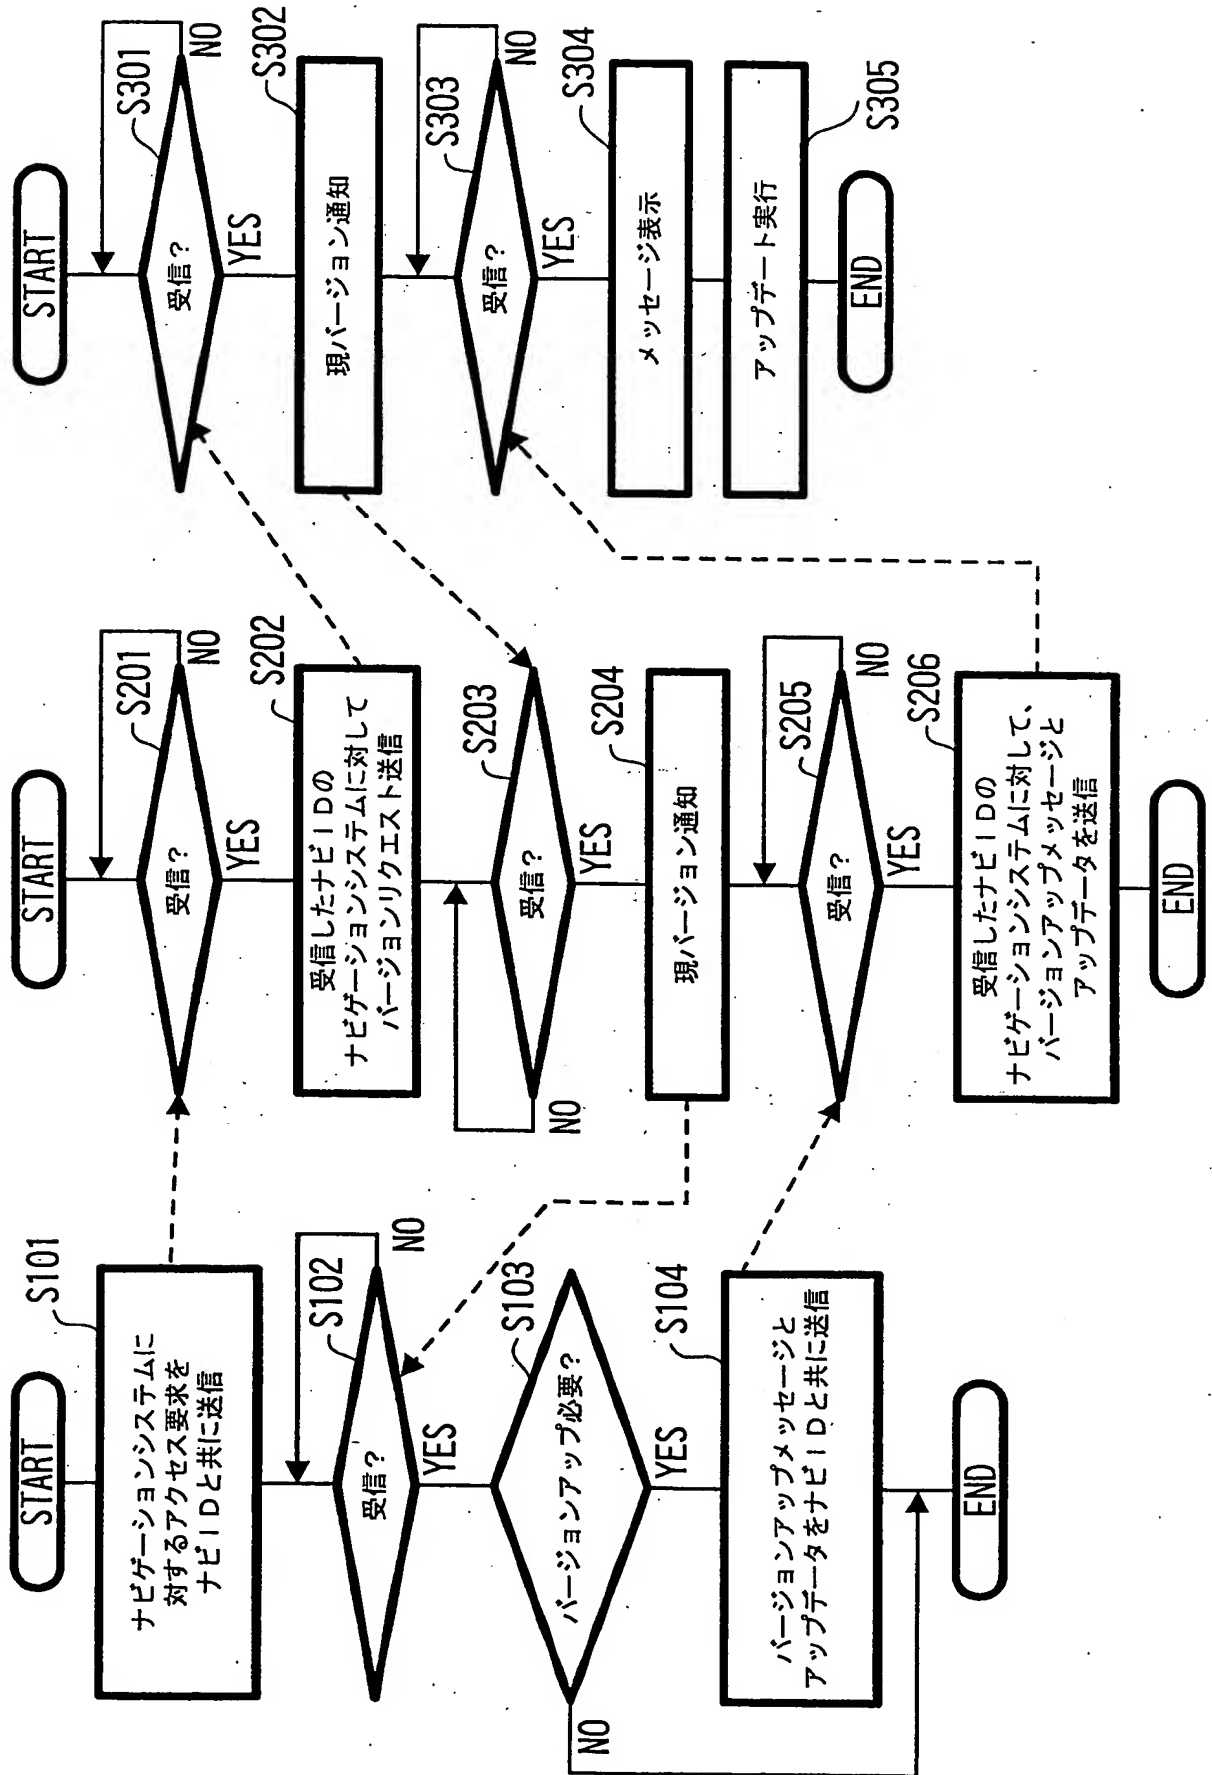 START
S101
ナビゲーションシステムに
対するアクセス要求を
ナビIDと共に送信
S102
受信?
NO
YES
S103
バージョンアップ必要?
NO
YES
S104
バージョンアップメッセージと
アップデータをナビIDと共に送信
END
START
S201
受信?
NO
YES
S202
受信したナビIDの
ナビゲーションシステムに対して
バージョンリクエスト送信
S203
受信?
NO
YES
S204
現バージョン通知
S205
受信?
NO
YES
S206
受信したナビIDの
ナビゲーションシステムに対して、
バージョンアップメッセージと
アップデータを送信
END
START
S301
受信?
NO
YES
S302
現バージョン通知
S303
受信?
NO
YES
S304
メッセージ表示
S305
アップデート実行
END